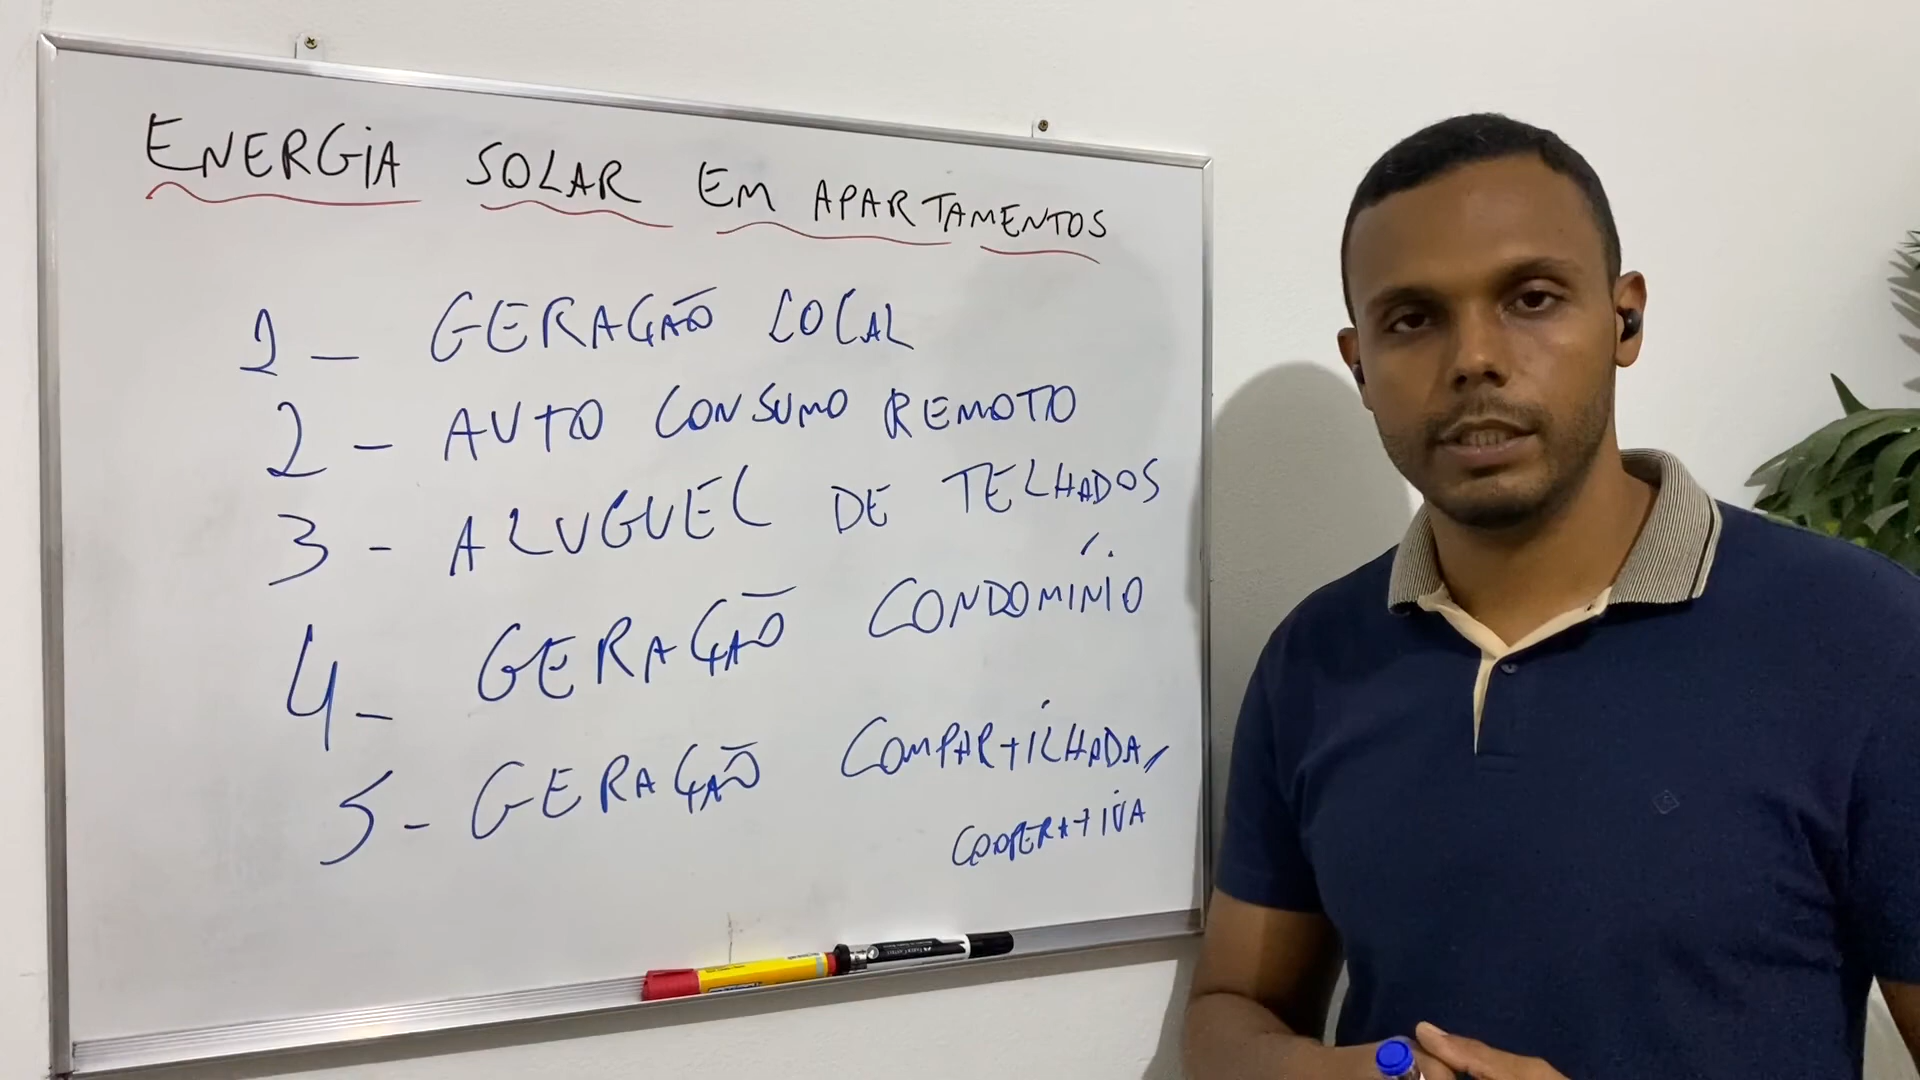 ENERGIA SOLAR EM APARTAMENTOS
1 - GERAÇÃO LOCAL
2 - AUTO CONSUMO REMOTO
3 - ALUGUEL DE TELHADOS
4 - GERAÇÃO CONDOMÍNIO
5 - GERAÇÃO COMPARTILHADA,
COOPERATIVA